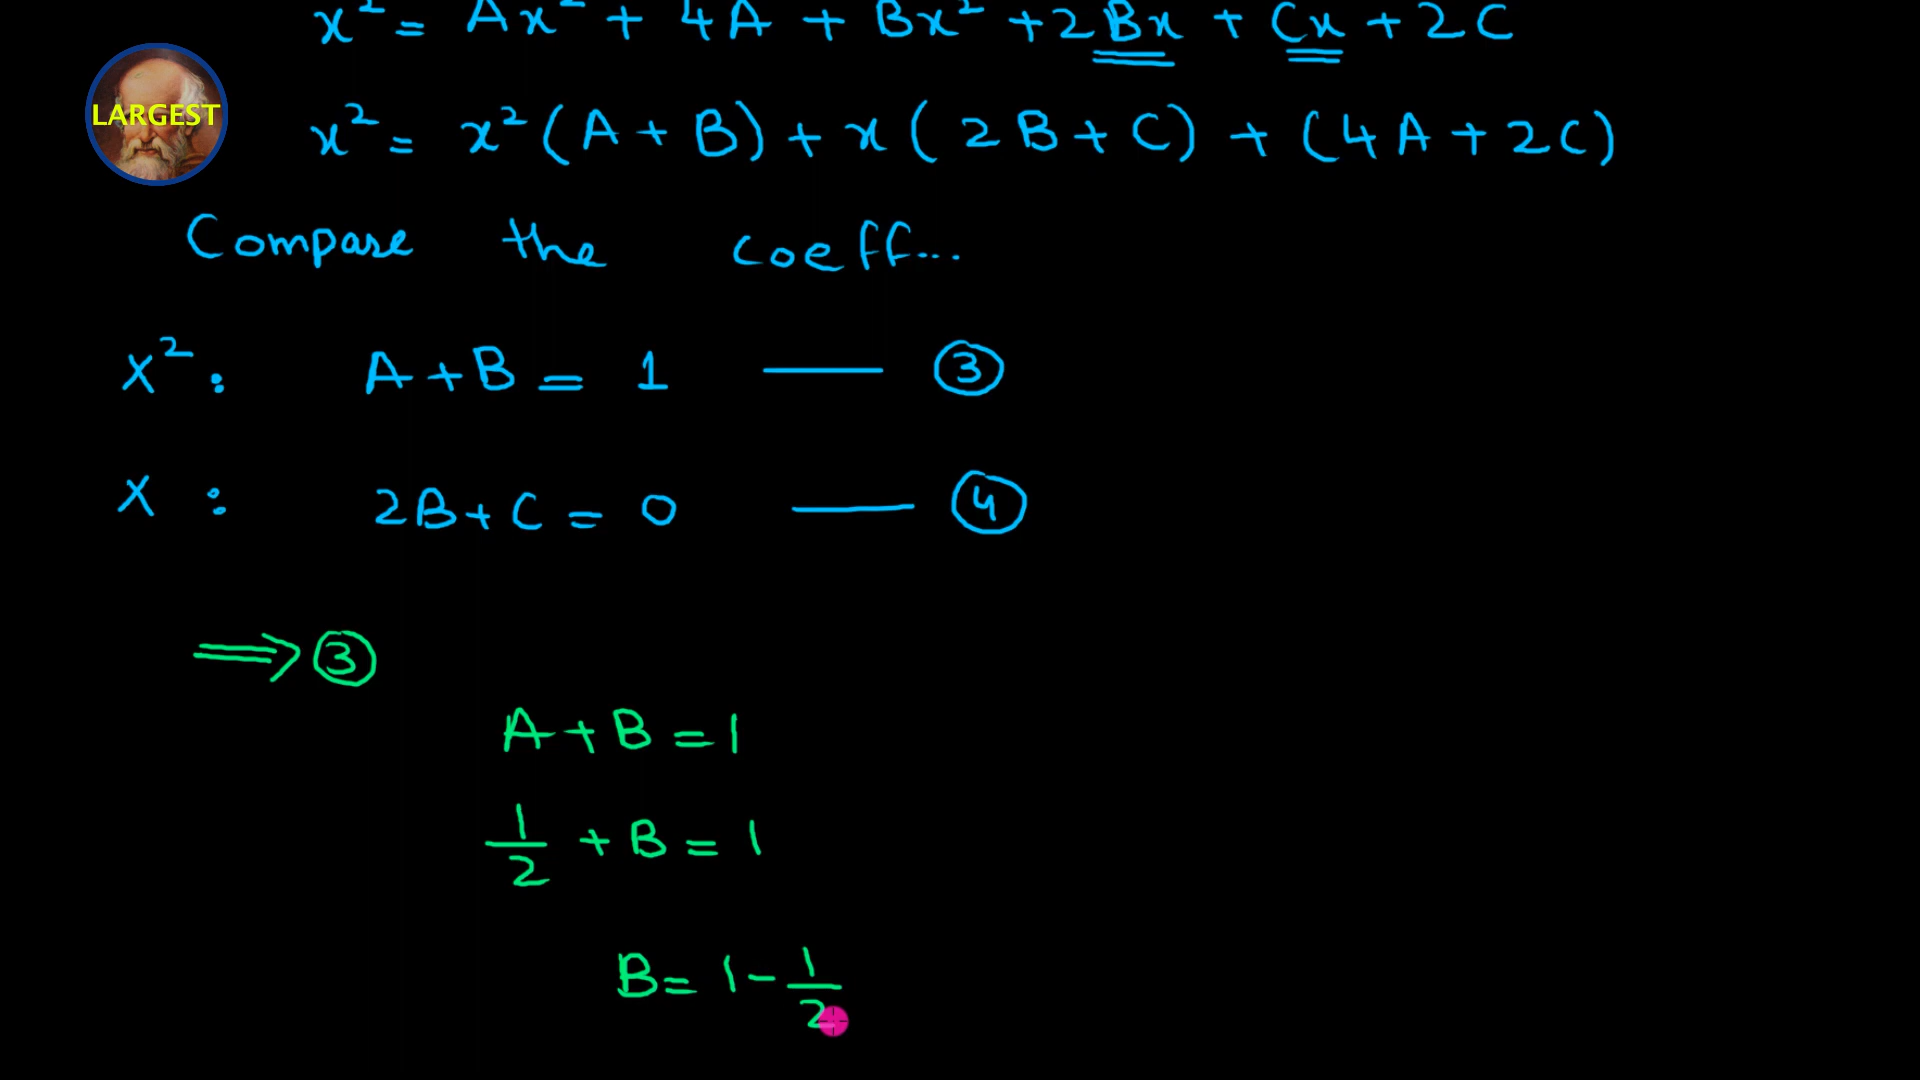 x² = Ax² + 4A + Bx² + 2Bx + Cx + 2C
LARGEST
x² = x²(A + B) + x(2B + C) + (4A + 2C)
Compare the coeff...
x² : A + B = 1 —— ③
x : 2B + C = 0 —— ④
⟹ ③
A + B = 1
1/2 + B = 1
B = 1 - 1/2